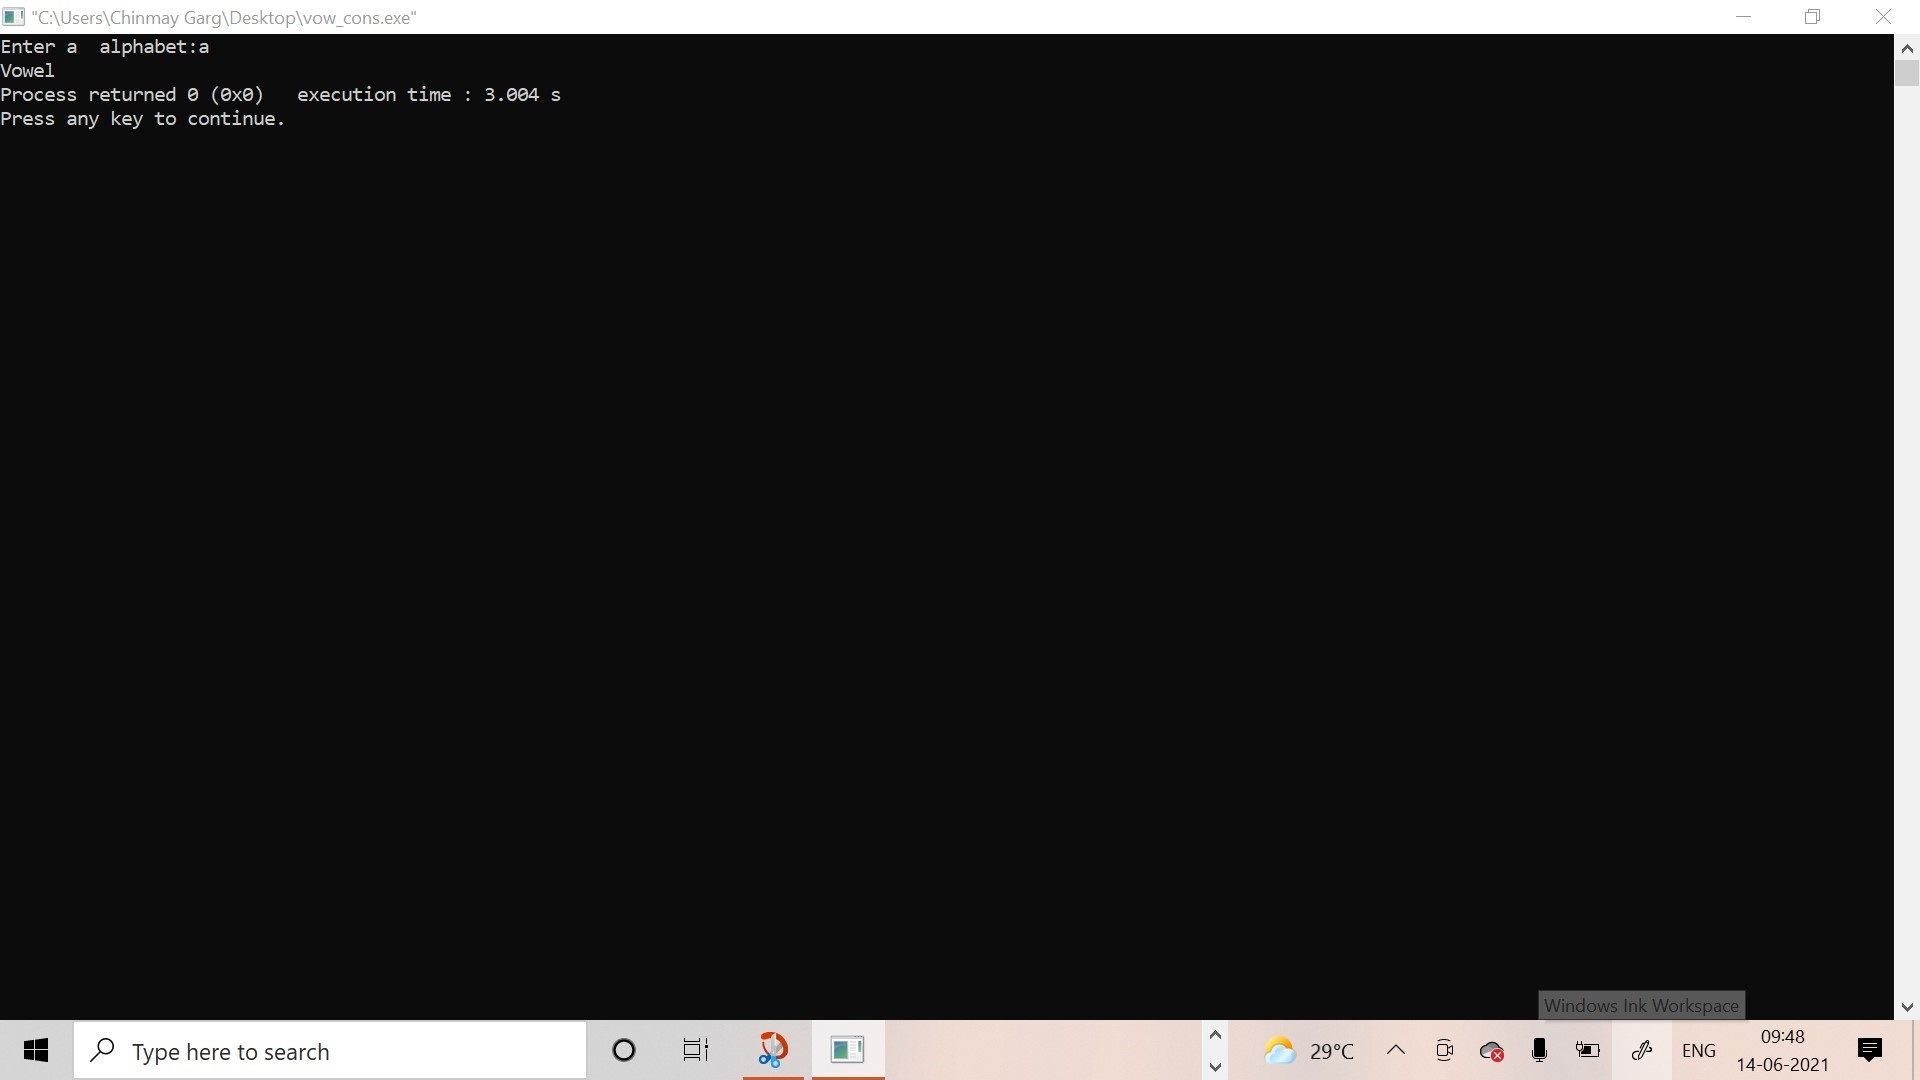 "C:\Users\Chinmay Garg\Desktop\vow_cons.exe"
Enter a  alphabet:a
Vowel
Process returned 0 (0x0)   execution time : 3.004 s
Press any key to continue.
Windows Ink Workspace
Type here to search
29°C
ENG
09:48
14-06-2021